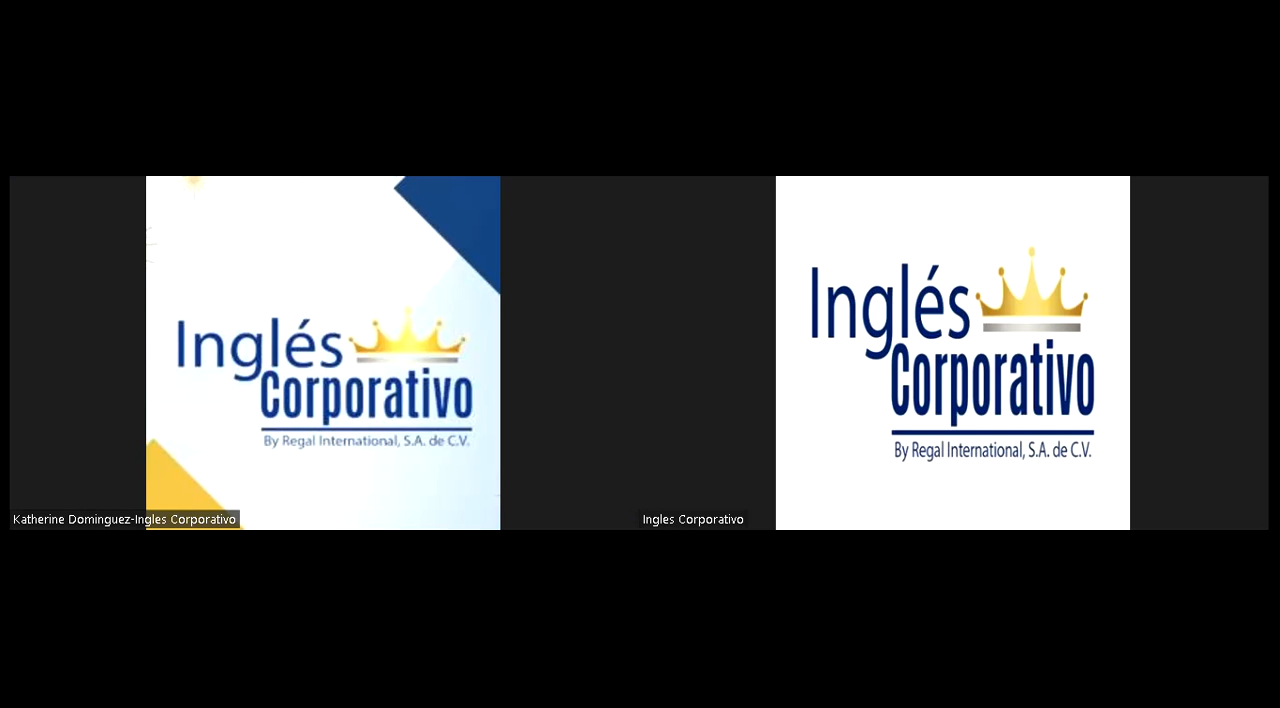 Inglés
Corporativo
By Regal International, S.A. de C.V.
Katherine Dominguez-Ingles Corporativo
Inglés
Corporativo
By Regal International, S.A. de C.V.
Ingles Corporativo